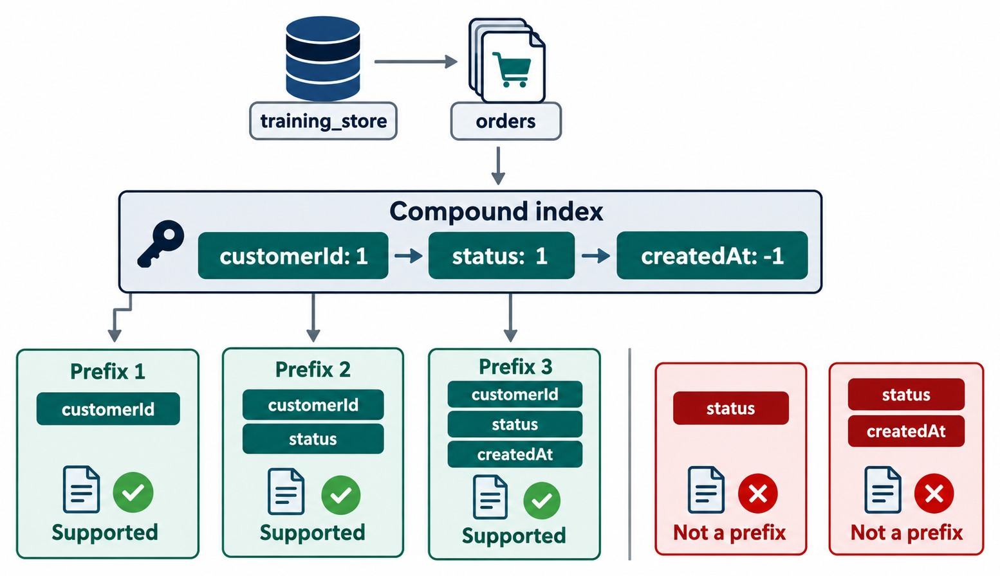 training_store
orders
Compound index
customerId: 1
status: 1
createdAt: -1
Prefix 1
customerId
Supported
Prefix 2
customerId
status
Supported
Prefix 3
customerId
status
createdAt
Supported
status
Not a prefix
status
createdAt
Not a prefix